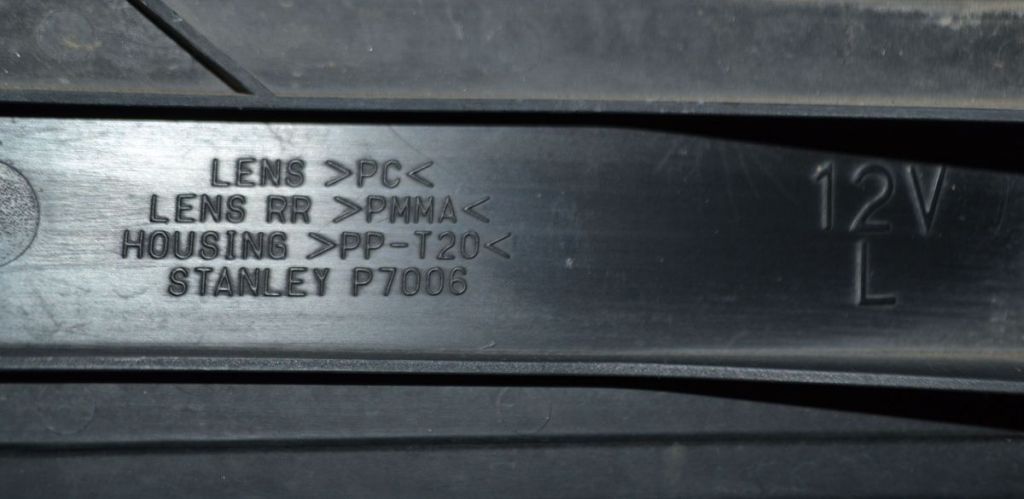 LENS >PC<
LENS RR >PMMA<
HOUSING >PP-T20<
STANLEY P7006
12V
L